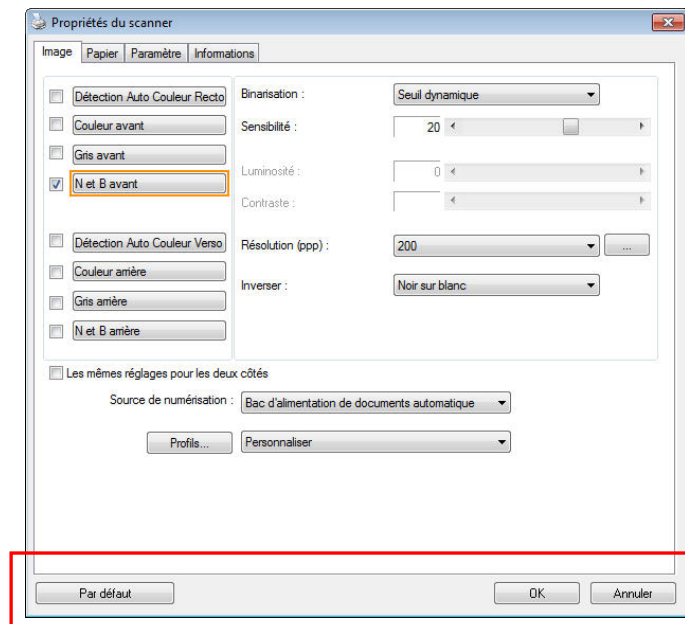 Propriétés du scanner
Image Papier Paramètre Informations
Détection Auto Couleur Recto
Couleur avant
Gris avant
N et B avant
Détection Auto Couleur Verso
Couleur arrière
Gris arrière
N et B arrière
Binarisation : Seuil dynamique
Sensibilité : 20
Luminosité : 0
Contraste :
Résolution (ppp) : 200 ...
Inverser : Noir sur blanc
Les mêmes réglages pour les deux côtés
Source de numérisation : Bac d'alimentation de documents automatique
Profils... Personnaliser
Par défaut OK Annuler